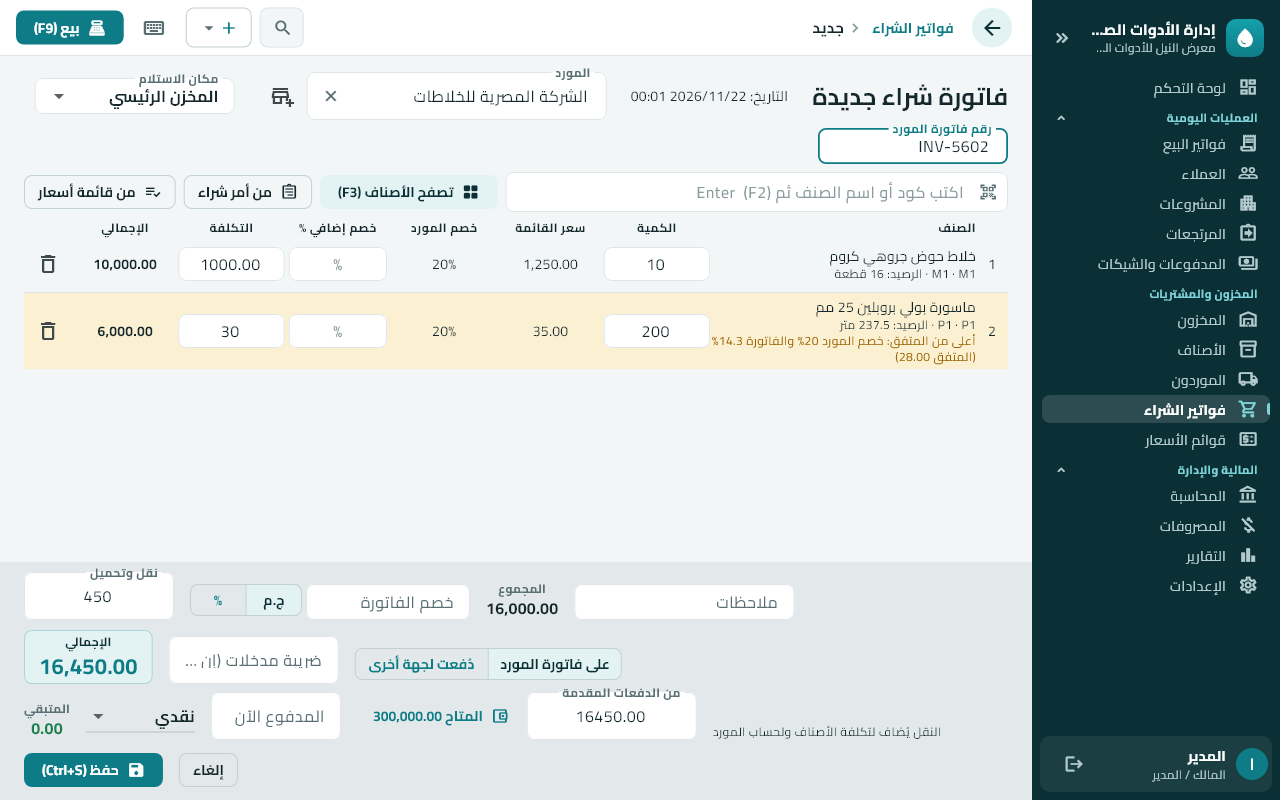 إدارة الأدوات الصـ...
معرض النيل للأدوات الـ...
لوحة التحكم
العمليات اليومية
فواتير البيع
العملاء
المشروعات
المرتجعات
المدفوعات والشيكات
المخزون والمشتريات
المخزون
الأصناف
الموردون
فواتير الشراء
قوائم الأسعار
المالية والإدارة
المحاسبة
المصروفات
التقارير
الإعدادات
المدير
المالك / المدير
فواتير الشراء
جديد
بيع (F9)
فاتورة شراء جديدة
التاريخ: 2026/11/22 00:01
المورد
الشركة المصرية للخلاطات
مكان الاستلام
المخزن الرئيسي
رقم فاتورة المورد
INV-5602
اكتب كود أو اسم الصنف ثم Enter (F2)
تصفح الأصناف (F3)
من أمر شراء
من قائمة أسعار
الصنف الكمية سعر القائمة خصم المورد خصم إضافي % التكلفة الإجمالي
1 خلاط حوض جروهي كروم 10 1,250.00 20% % 1000.00 10,000.00
M1 · M1 · الرصيد: 16 قطعة
2 ماسورة بولي بروبلين 25 مم 200 35.00 20% % 30 6,000.00
P1 · P1 · الرصيد: 237.5 متر
أعلى من المتفق: خصم المورد 20% والفاتورة 14.3%
(المتفق 28.00)
ملاحظات
المجموع
16,000.00
خصم الفاتورة
ج.م
%
نقل وتحميل
450
على فاتورة المورد
دُفعت لجهة أخرى
ضريبة مدخلات (إن ...
الإجمالي
16,450.00
النقل يُضاف لتكلفة الأصناف ولحساب المورد
من الدفعات المقدمة
16450.00
المتاح 300,000.00
المدفوع الآن
نقدي
المتبقي
0.00
إلغاء
حفظ (Ctrl+S)